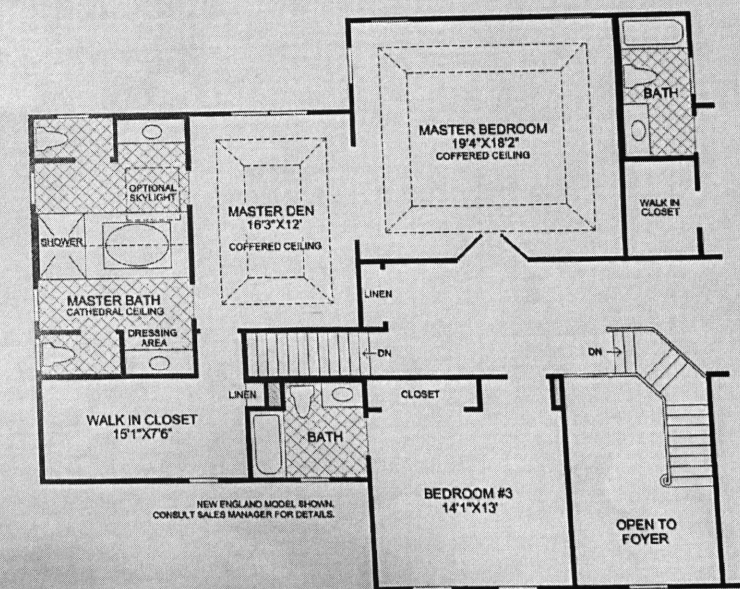 BATH
MASTER BEDROOM
19'4"X18'2"
COFFERED CEILING
OPTIONAL
SKYLIGHT
MASTER DEN
16'3"X12'
COFFERED CEILING
WALK IN
CLOSET
SHOWER
MASTER BATH
CATHEDRAL CEILING
LINEN
DRESSING
AREA
DN
DN
LINEN
CLOSET
WALK IN CLOSET
15'1"X7'6"
BATH
BEDROOM #3
14'1"X13'
NEW ENGLAND MODEL SHOWN.
CONSULT SALES MANAGER FOR DETAILS.
OPEN TO
FOYER